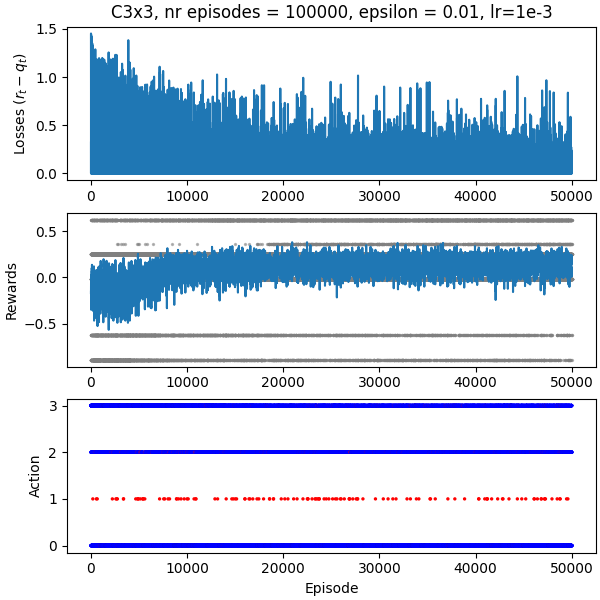 C3x3, nr episodes = 100000, epsilon = 0.01, lr=1e-3
Losses (r_t − q_t)
1.5
1.0
0.5
0.0
0 10000 20000 30000 40000 50000
Rewards
0.5
0.0
−0.5
0 10000 20000 30000 40000 50000
Action
3
2
1
0
0 10000 20000 30000 40000 50000
Episode